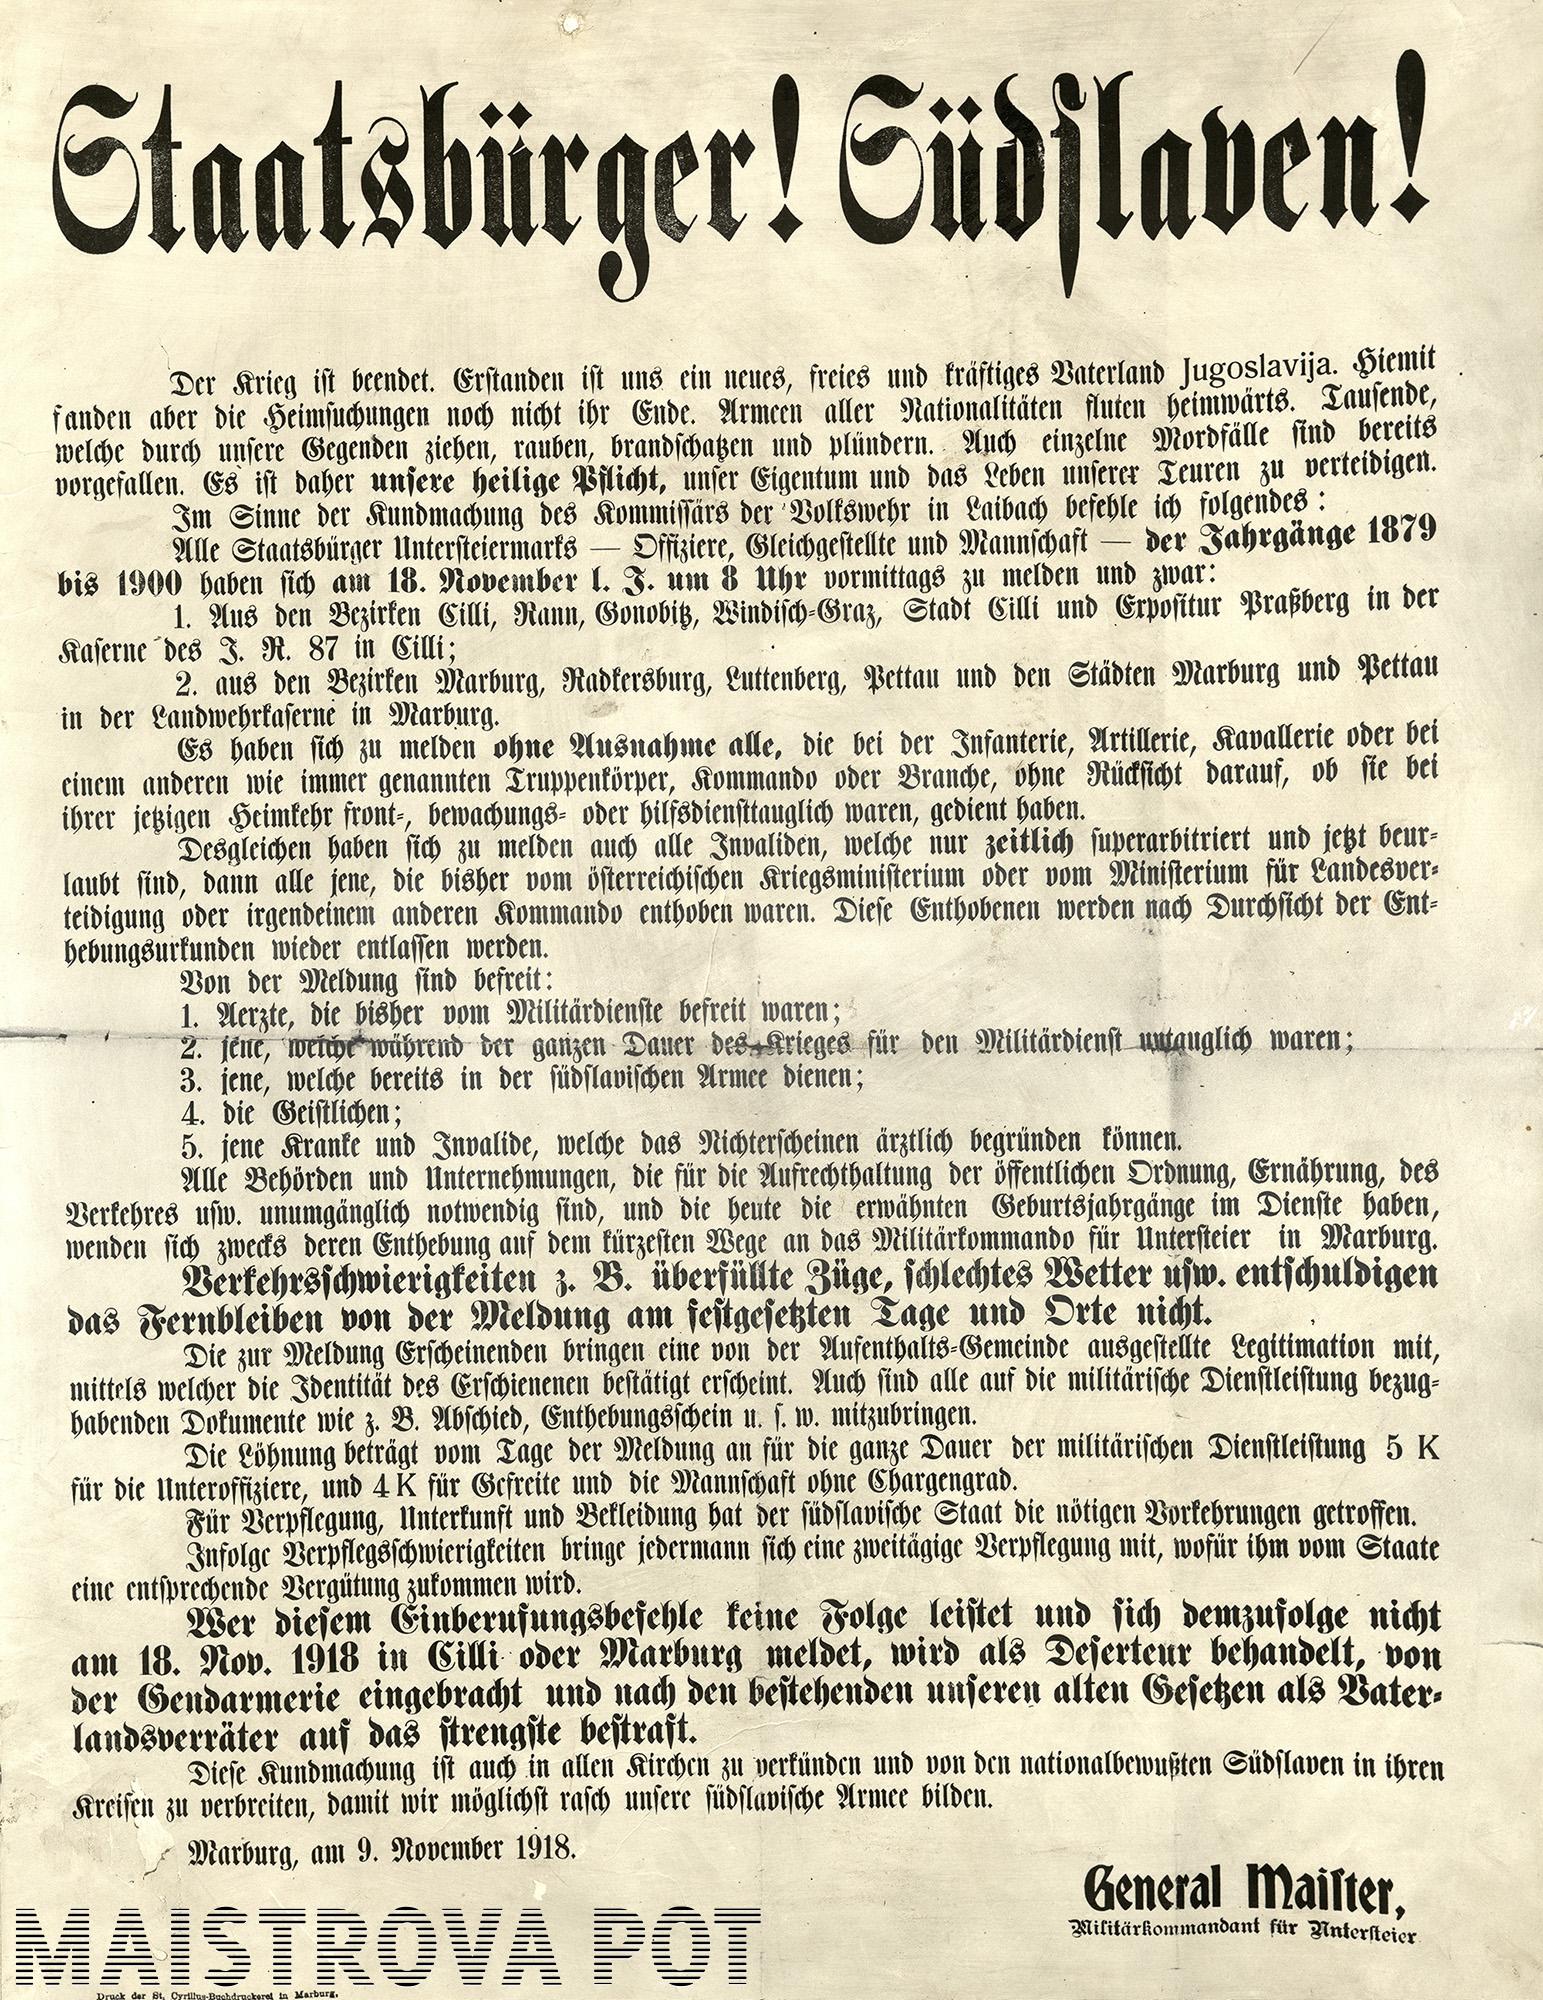 Staatsbürger! Südslaven!
Der Krieg ist beendet. Erstanden ist uns ein neues, freies und kräftiges Vaterland Jugoslavija. Hiemit
fanden aber die Heimsuchungen noch nicht ihr Ende. Armeen aller Nationalitäten fluten heimwärts. Tausende,
welche durch unsere Gegenden ziehen, rauben, brandschatzen und plündern. Auch einzelne Mordfälle sind bereits
vorgefallen. Es ist daher unsere heilige Pflicht, unser Eigentum und das Leben unserer Teuren zu verteidigen.
Im Sinne der Kundmachung des Kommissärs der Volkswehr in Laibach befehle ich folgendes:
Alle Staatsbürger Untersteiermarks — Offiziere, Gleichgestellte und Mannschaft — der Jahrgänge 1879
bis 1900 haben sich am 18. November l. J. um 8 Uhr vormittags zu melden und zwar:
1. Aus den Bezirken Cilli, Rann, Gonobitz, Windisch-Graz, Stadt Cilli und Expositur Praßberg in der
Kaserne des J. R. 87 in Cilli;
2. aus den Bezirken Marburg, Radkersburg, Luttenberg, Pettau und den Städten Marburg und Pettau
in der Landwehrkaserne in Marburg.
Es haben sich zu melden ohne Ausnahme alle, die bei der Infanterie, Artillerie, Kavallerie oder bei
einem anderen wie immer genannten Truppenkörper, Kommando oder Branche, ohne Rücksicht darauf, ob sie bei
ihrer jetzigen Heimkehr front-, bewachungs- oder hilfsdiensttauglich waren, gedient haben.
Desgleichen haben sich zu melden auch alle Invaliden, welche nur zeitlich superarbitriert und jetzt beur-
laubt sind, dann alle jene, die bisher vom österreichischen Kriegsministerium oder vom Ministerium für Landesver-
teidigung oder irgendeinem anderen Kommando enthoben waren. Diese Enthobenen werden nach Durchsicht der Ent-
hebungsurkunden wieder entlassen werden.
Von der Meldung sind befreit:
1. Aerzte, die bisher vom Militärdienste befreit waren;
2. jene, welche während der ganzen Dauer des Krieges für den Militärdienst untauglich waren;
3. jene, welche bereits in der südslavischen Armee dienen;
4. die Geistlichen;
5. jene Kranke und Invalide, welche das Nichterscheinen ärztlich begründen können.
Alle Behörden und Unternehmungen, die für die Aufrechthaltung der öffentlichen Ordnung, Ernährung, des
Verkehres usw. unumgänglich notwendig sind, und die heute die erwähnten Geburtsjahrgänge im Dienste haben,
wenden sich zwecks deren Enthebung auf dem kürzesten Wege an das Militärkommando für Untersteier in Marburg.
Verkehrsschwierigkeiten z. B. überfüllte Züge, schlechtes Wetter usw. entschuldigen
das Fernbleiben von der Meldung am festgesetzten Tage und Orte nicht.
Die zur Meldung Erscheinenden bringen eine von der Aufenthalts-Gemeinde ausgestellte Legitimation mit,
mittels welcher die Identität des Erschienenen bestätigt erscheint. Auch sind alle auf die militärische Dienstleistung bezug-
habenden Dokumente wie z. B. Abschied, Enthebungsschein u. s. w. mitzubringen.
Die Löhnung beträgt vom Tage der Meldung an für die ganze Dauer der militärischen Dienstleistung 5 K
für die Unteroffiziere, und 4 K für Gefreite und die Mannschaft ohne Chargengrad.
Für Verpflegung, Unterkunft und Bekleidung hat der südslavische Staat die nötigen Vorkehrungen getroffen.
Infolge Verpflegsschwierigkeiten bringe jedermann sich eine zweitägige Verpflegung mit, wofür ihm vom Staate
eine entsprechende Vergütung zukommen wird.
Wer diesem Einberufungsbefehle keine Folge leistet und sich demzufolge nicht
am 18. Nov. 1918 in Cilli oder Marburg meldet, wird als Deserteur behandelt, von
der Gendarmerie eingebracht und nach den bestehenden unseren alten Gesetzen als Vater-
landsverräter auf das strengste bestraft.
Diese Kundmachung ist auch in allen Kirchen zu verkünden und von den nationalbewußten Südslaven in ihren
Kreisen zu verbreiten, damit wir möglichst rasch unsere südslavische Armee bilden.
Marburg, am 9. November 1918.
General Maister,
Militärkommandant für Untersteier
MAISTROVA POT
Druck der St. Cyrillus-Buchdruckerei in Marburg.